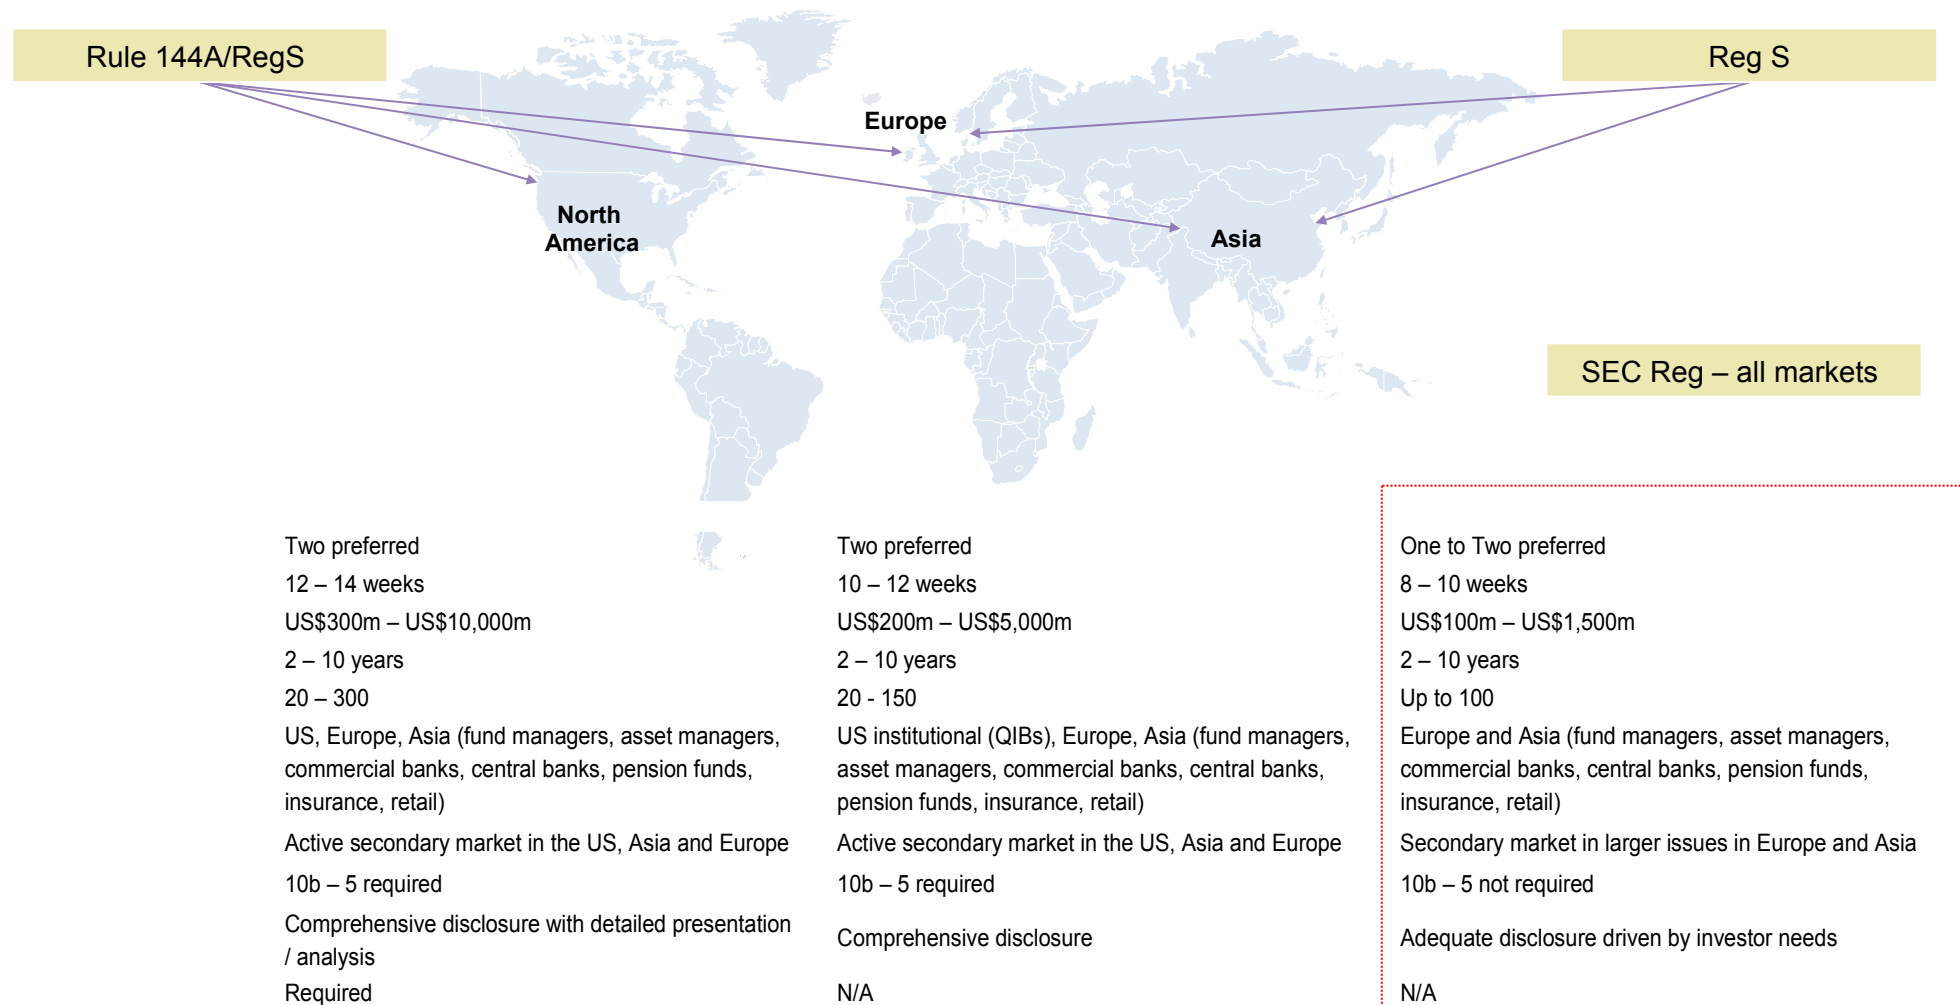 Rule 144A/RegS
Reg S
Europe
North
America
Asia
SEC Reg – all markets
Two preferred
Two preferred
One to Two preferred
12 – 14 weeks
10 – 12 weeks
8 – 10 weeks
US$300m – US$10,000m
US$200m – US$5,000m
US$100m – US$1,500m
2 – 10 years
2 – 10 years
2 – 10 years
20 – 300
20 - 150
Up to 100
US, Europe, Asia (fund managers, asset managers,
commercial banks, central banks, pension funds,
insurance, retail)
US institutional (QIBs), Europe, Asia (fund managers,
asset managers, commercial banks, central banks,
pension funds, insurance, retail)
Europe and Asia (fund managers, asset managers,
commercial banks, central banks, pension funds,
insurance, retail)
Active secondary market in the US, Asia and Europe
Active secondary market in the US, Asia and Europe
Secondary market in larger issues in Europe and Asia
10b – 5 required
10b – 5 required
10b – 5 not required
Comprehensive disclosure with detailed presentation
/ analysis
Comprehensive disclosure
Adequate disclosure driven by investor needs
Required
N/A
N/A